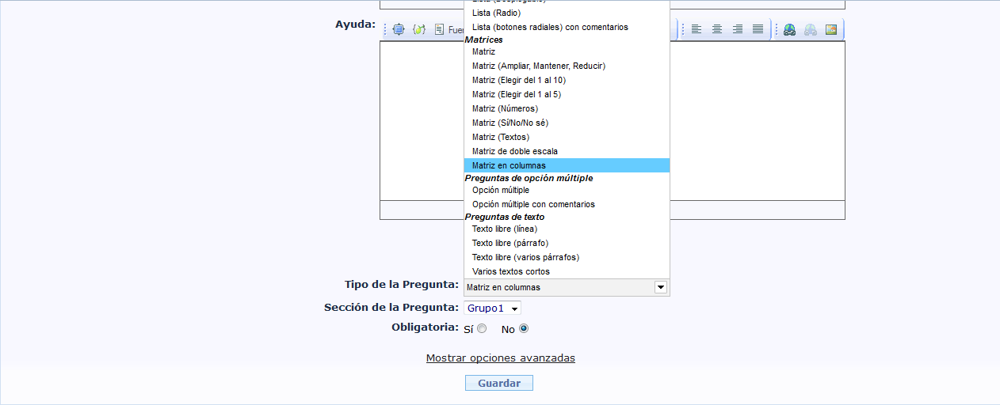 Lista (Radio)
Ayuda:
Fuen
Lista (botones radiales) con comentarios
Matrices
Matriz
Matriz (Ampliar, Mantener, Reducir)
Matriz (Elegir del 1 al 10)
Matriz (Elegir del 1 al 5)
Matriz (Números)
Matriz (Sí/No/No sé)
Matriz (Textos)
Matriz de doble escala
Matriz en columnas
Preguntas de opción múltiple
Opción múltiple
Opción múltiple con comentarios
Preguntas de texto
Texto libre (línea)
Texto libre (párrafo)
Texto libre (varios párrafos)
Varios textos cortos
Tipo de la Pregunta: Matriz en columnas
Sección de la Pregunta: Grupo1
Obligatoria: Sí No
Mostrar opciones avanzadas
Guardar